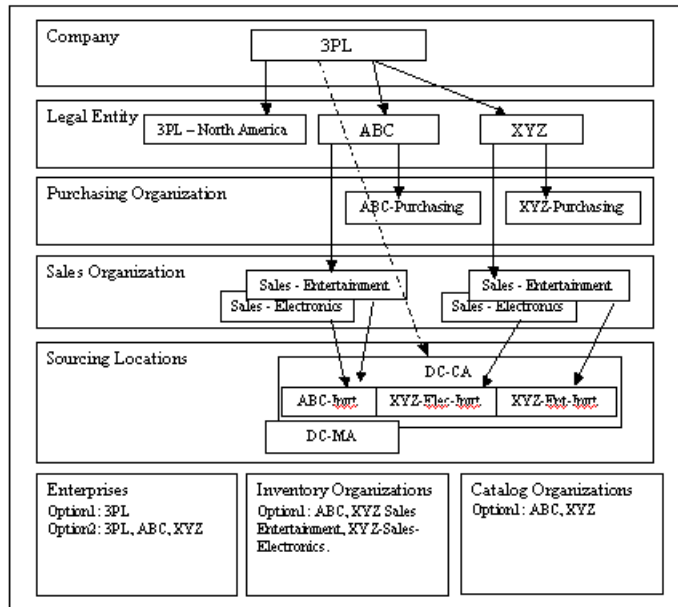 Company
3PL
Legal Entity
3PL – North America
ABC
XYZ
Purchasing Organization
ABC-Purchasing
XYZ-Purchasing
Sales Organization
Sales - Entertainment
Sales - Electronics
Sales - Entertainment
Sales - Electronics
Sourcing Locations
DC-CA
ABC-Invt
XYZ-Elec-Invt
XYZ-Ent-Invt
DC-MA
Enterprises
Option1: 3PL
Option2: 3PL, ABC, XYZ
Inventory Organizations
Option1: ABC, XYZ Sales
Entertainment, XYZ-Sales-
Electronics.
Catalog Organizations
Option1: ABC, XYZ